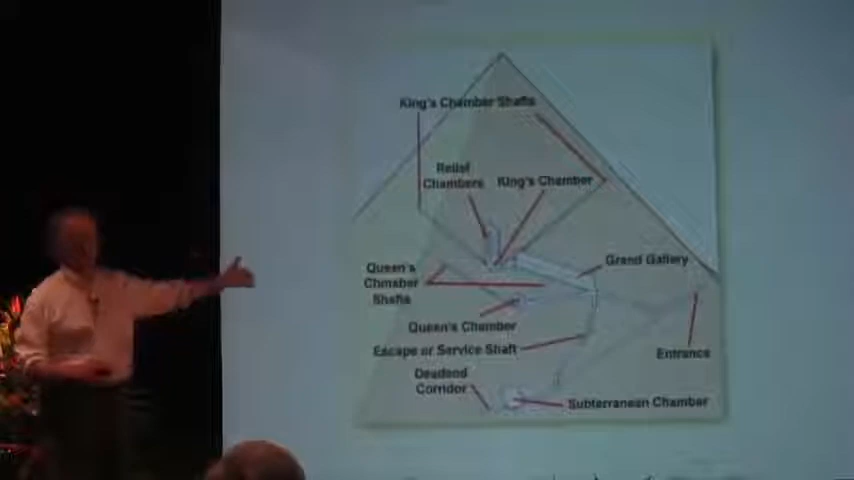 King's Chamber Shafts
Relief
Chambers
King's Chamber
Grand Gallery
Queen's
Chmaber
Shafts
Queen's Chamber
Escape or Service Shaft
Entrance
Deadend
Corridor
Subterranean Chamber